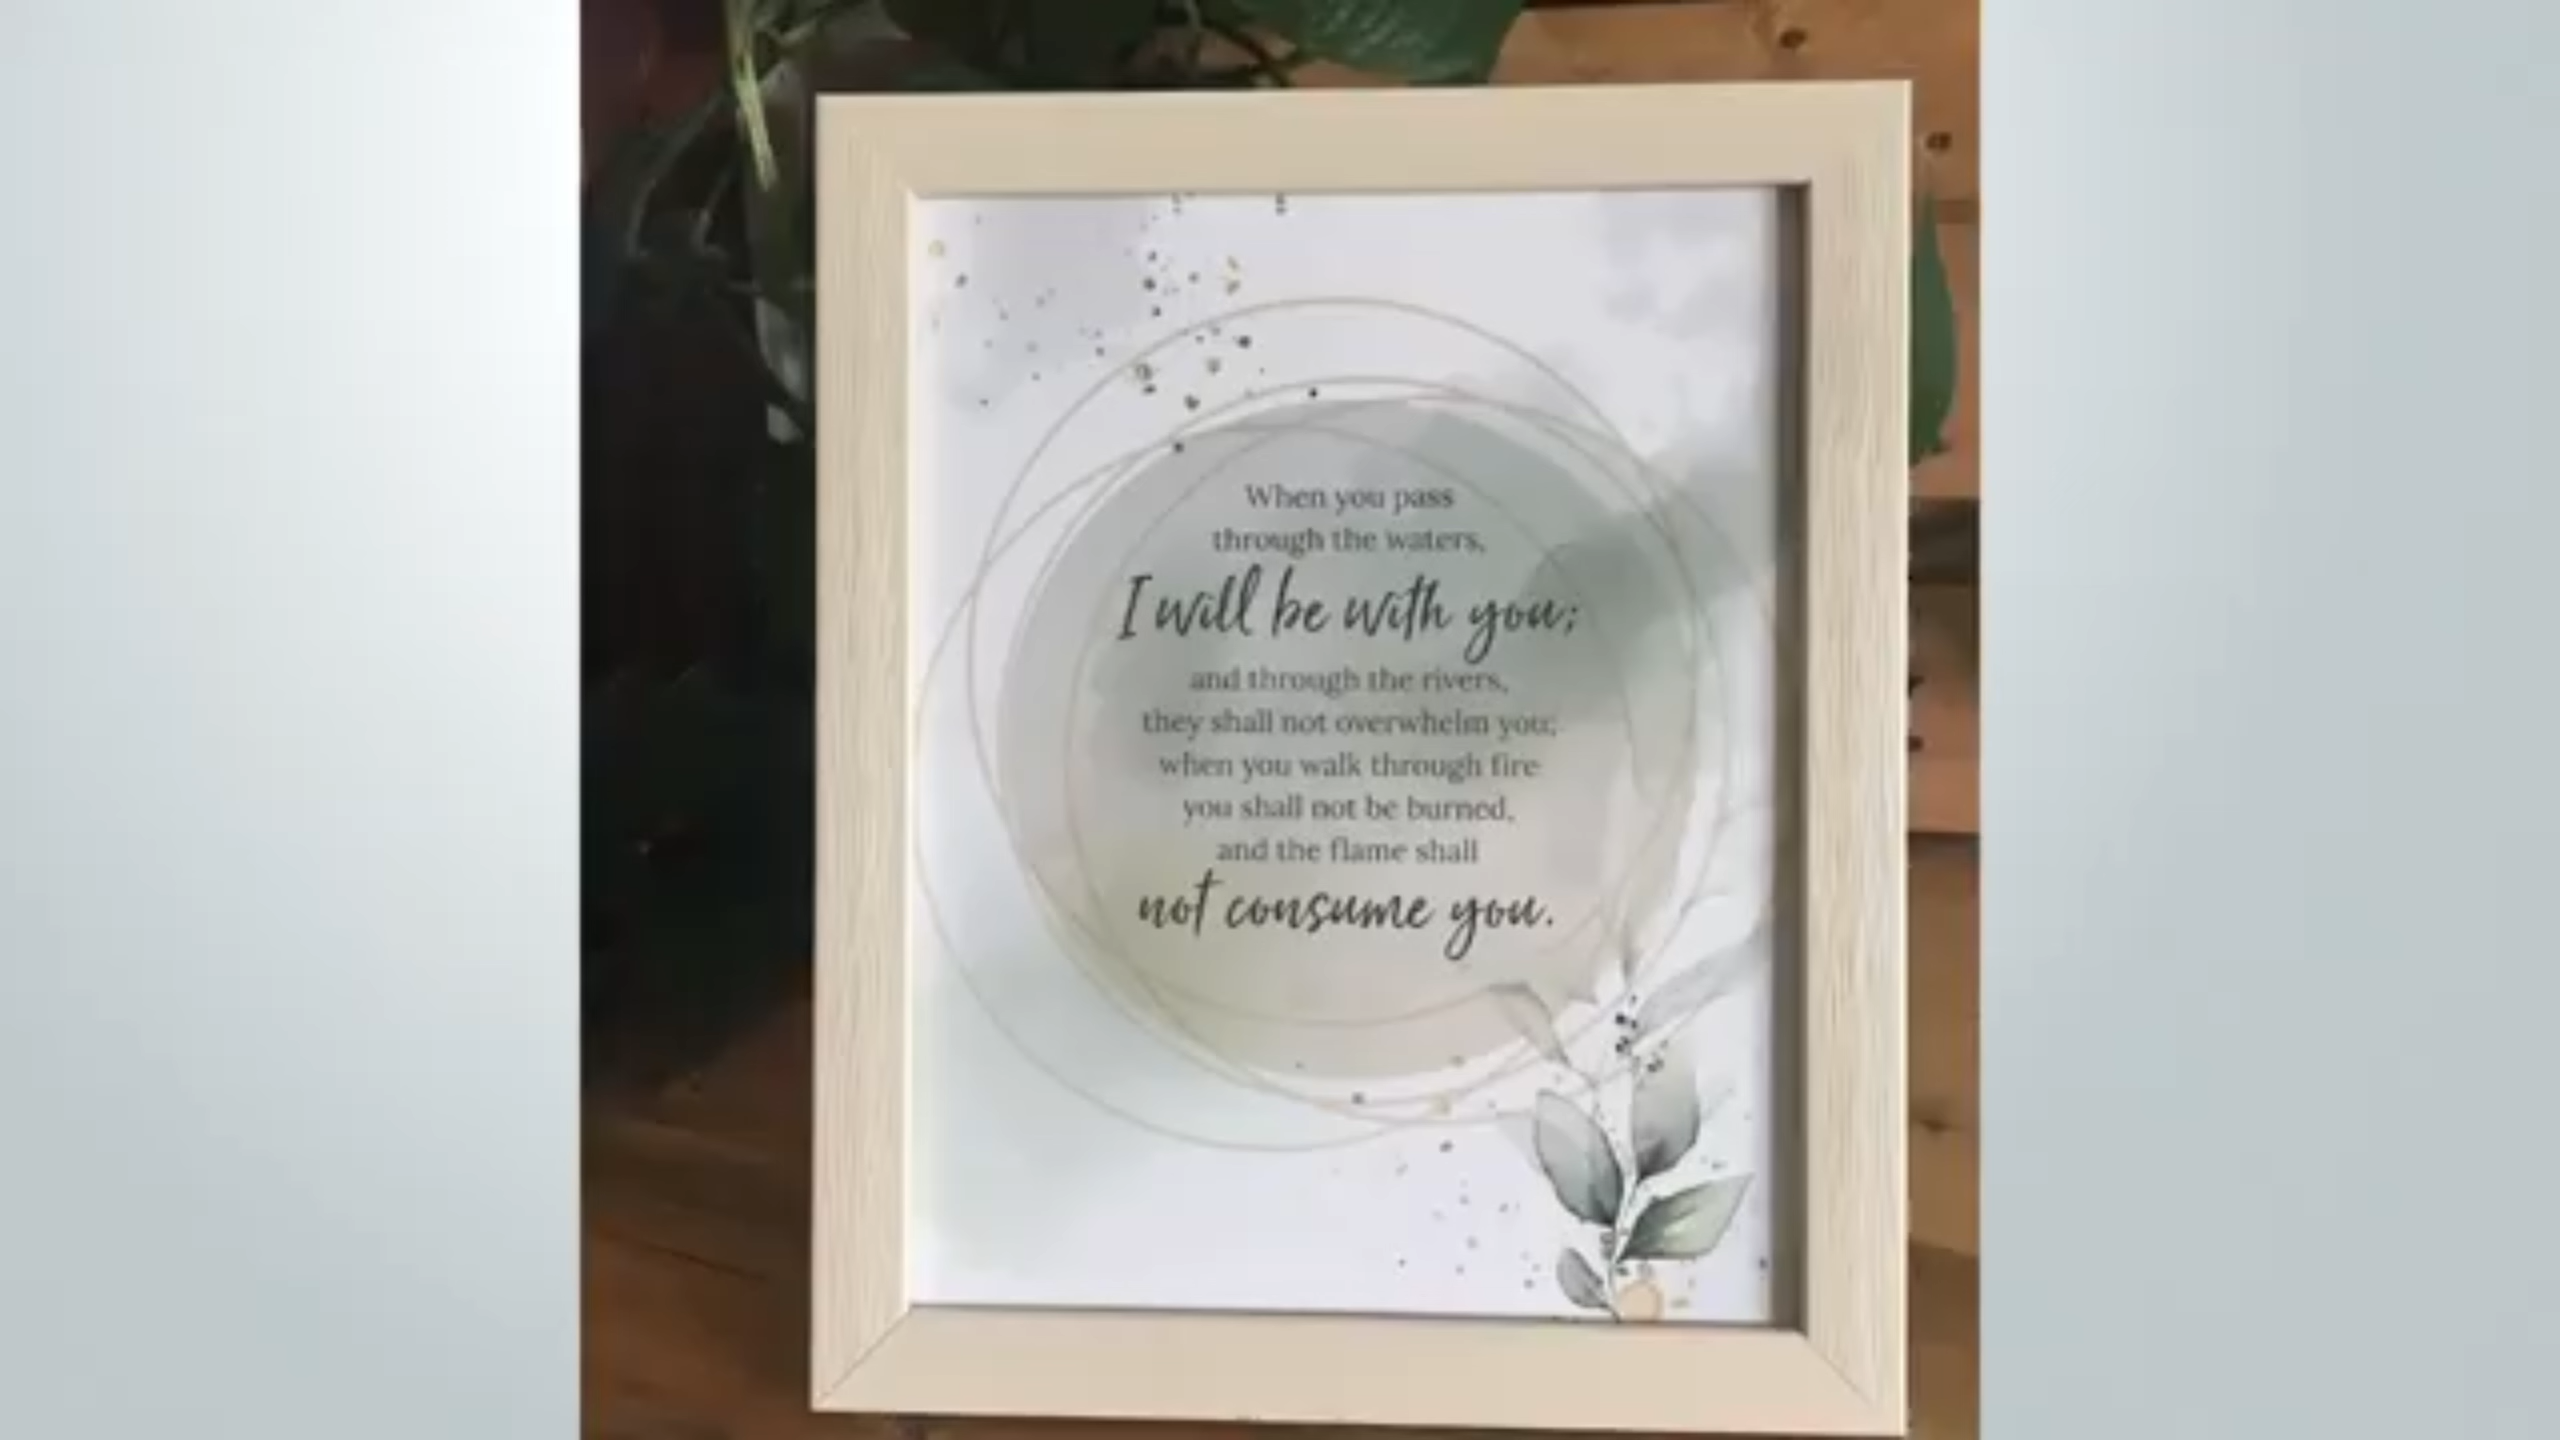 When you pass
through the waters,
I will be with you;
and through the rivers,
they shall not overwhelm you;
when you walk through fire
you shall not be burned,
and the flame shall
not consume you.